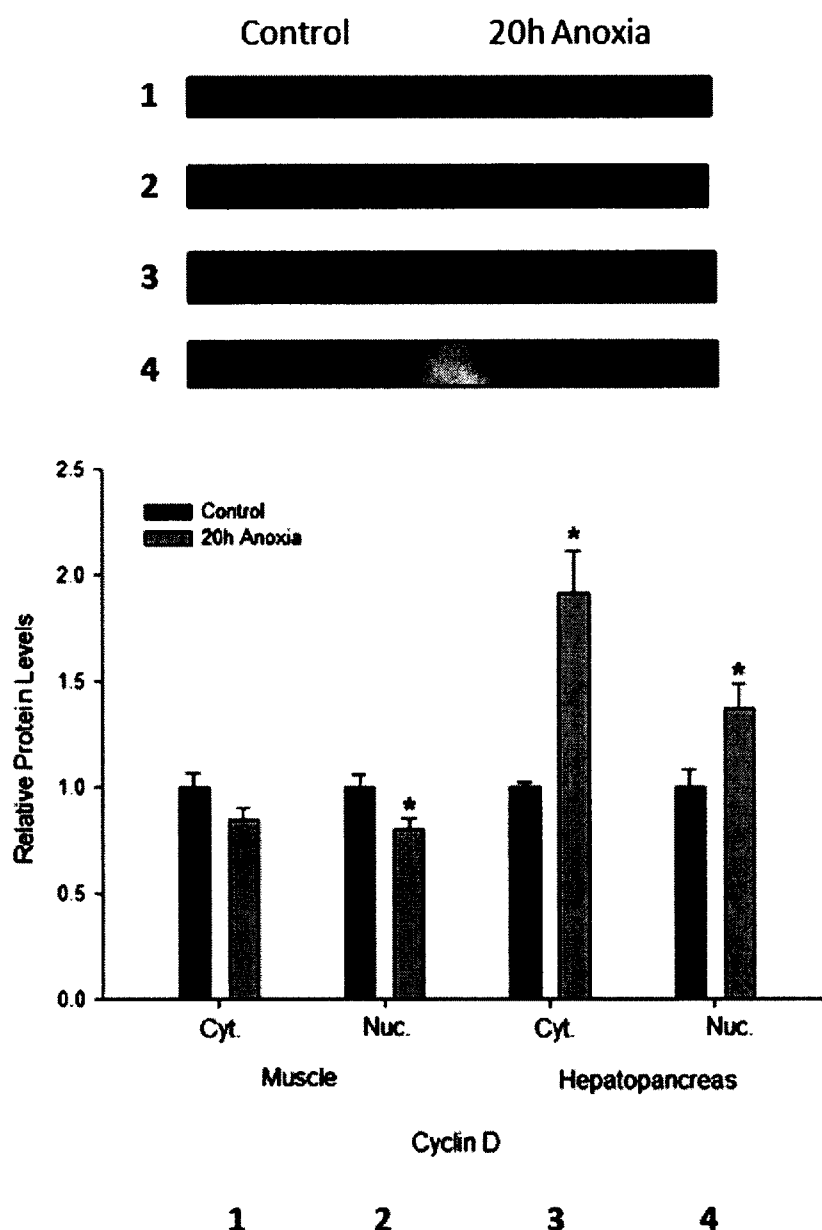 Control 20h Anoxia
1
2
3
4
2.5
Control
20h Anoxia
2.0
1.5
1.0
0.5
0.0
Relative Protein Levels
*
*
*
Cyt. Nuc. Cyt. Nuc.
Muscle Hepatopancreas
Cyclin D
1 2 3 4